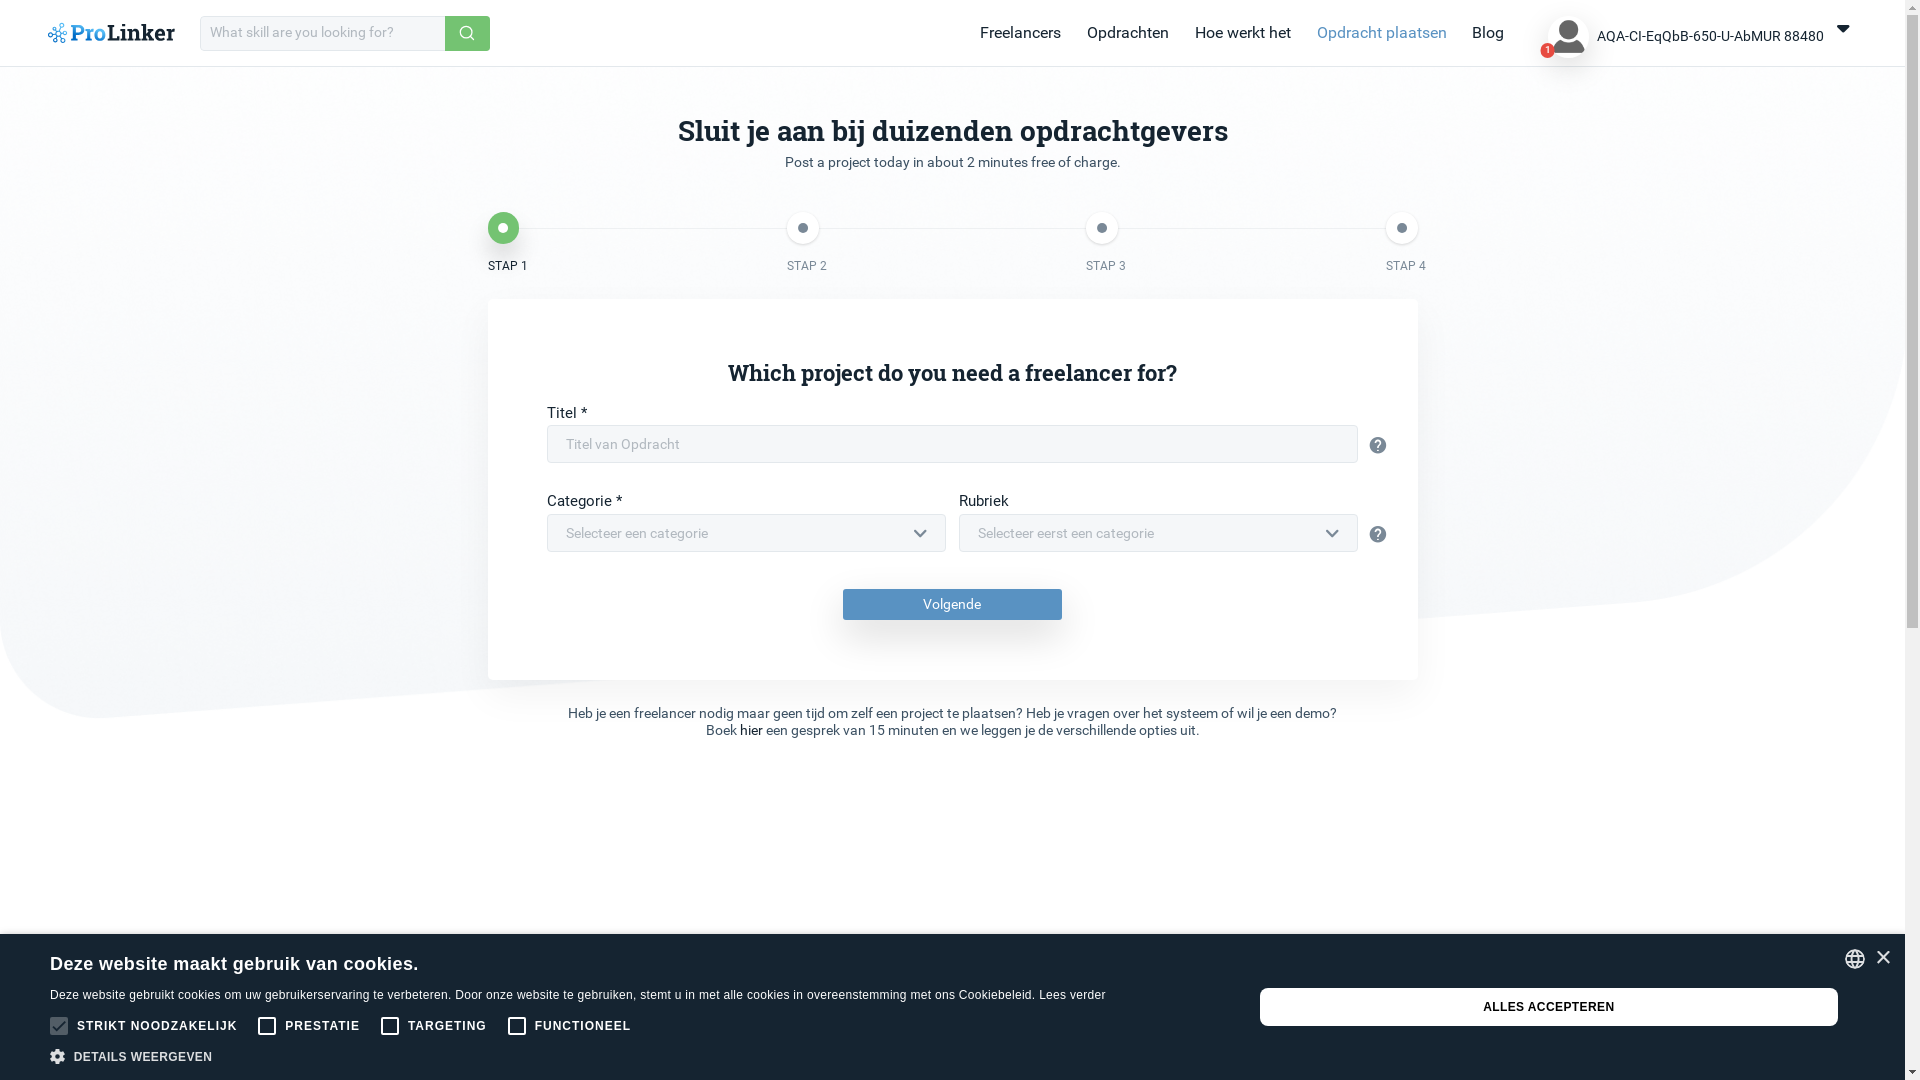 ProLinker
What skill are you looking for?
Freelancers
Opdrachten
Hoe werkt het
Opdracht plaatsen
Blog
1
AQA-CI-EqQbB-650-U-AbMUR 88480
Sluit je aan bij duizenden opdrachtgevers
Post a project today in about 2 minutes free of charge.
STAP 1
STAP 2
STAP 3
STAP 4
Which project do you need a freelancer for?
Titel *
Titel van Opdracht
?
Categorie *
Rubriek
Selecteer een categorie
Selecteer eerst een categorie
?
Volgende
Heb je een freelancer nodig maar geen tijd om zelf een project te plaatsen? Heb je vragen over het systeem of wil je een demo?
Boek hier een gesprek van 15 minuten en we leggen je de verschillende opties uit.
Deze website maakt gebruik van cookies.
Deze website gebruikt cookies om uw gebruikerservaring te verbeteren. Door onze website te gebruiken, stemt u in met alle cookies in overeenstemming met ons Cookiebeleid. Lees verder
STRIKT NOODZAKELIJK
PRESTATIE
TARGETING
FUNCTIONEEL
DETAILS WEERGEVEN
ALLES ACCEPTEREN
×